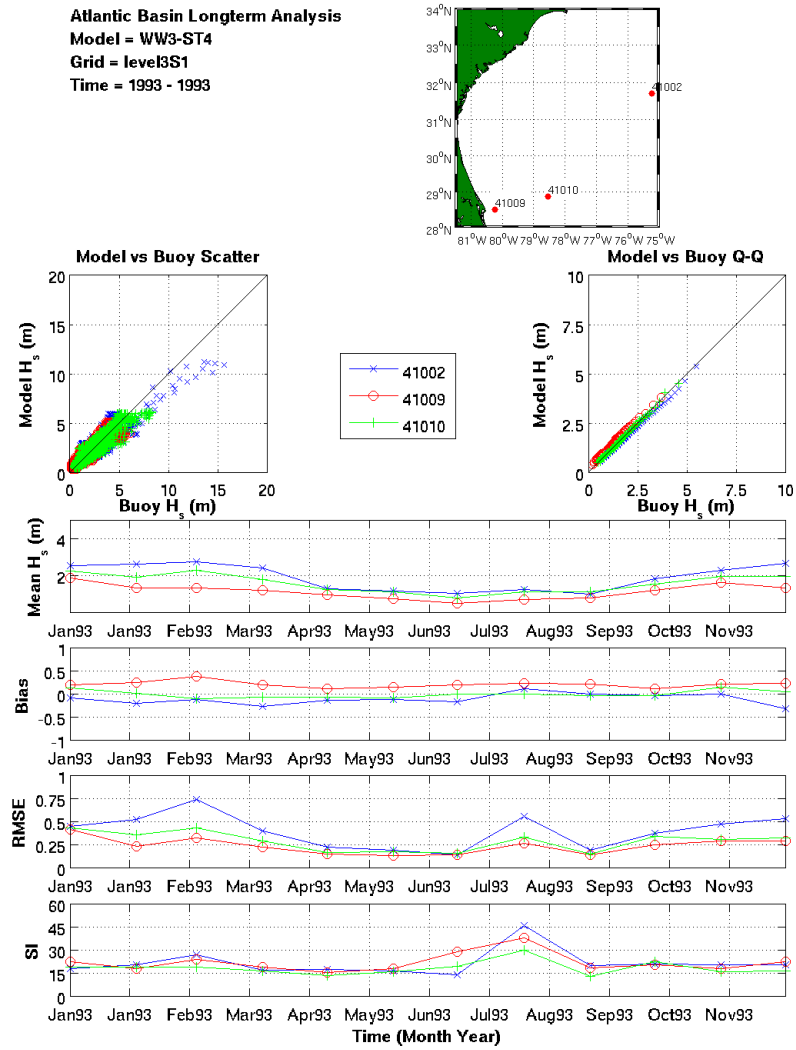 Atlantic Basin Longterm Analysis
Model = WW3-ST4
Grid = level3S1
Time = 1993 - 1993
34°N
33°N
32°N
31°N
30°N
29°N
28°N
81°W 80°W 79°W 78°W 77°W 76°W 75°W
41002
41010
41009
Model vs Buoy Scatter
20
15
10
5
0
0 5 10 15 20
Model Hs (m)
Buoy Hs (m)
41002
41009
41010
Model vs Buoy Q-Q
10
7.5
5
2.5
0
0 2.5 5 7.5 10
Model Hs (m)
Buoy Hs (m)
Mean Hs (m)
4
2
Jan93 Jan93 Feb93 Mar93 Apr93 May93 Jun93 Jul93 Aug93 Sep93 Oct93 Nov93
Bias
1
0.5
0
-0.5
-1
Jan93 Jan93 Feb93 Mar93 Apr93 May93 Jun93 Jul93 Aug93 Sep93 Oct93 Nov93
RMSE
1
0.75
0.5
0.25
0
Jan93 Jan93 Feb93 Mar93 Apr93 May93 Jun93 Jul93 Aug93 Sep93 Oct93 Nov93
SI
60
45
30
15
0
Jan93 Jan93 Feb93 Mar93 Apr93 May93 Jun93 Jul93 Aug93 Sep93 Oct93 Nov93
Time (Month Year)